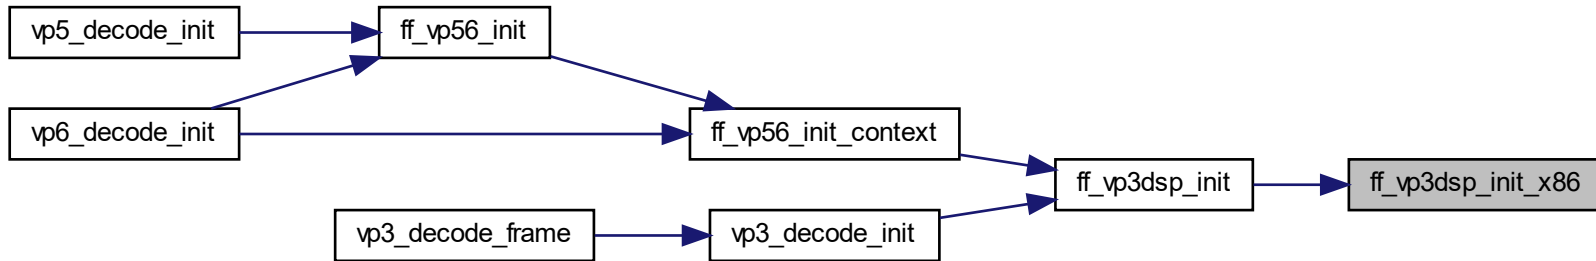 vp5_decode_init
ff_vp56_init
vp6_decode_init
ff_vp56_init_context
ff_vp3dsp_init
ff_vp3dsp_init_x86
vp3_decode_frame
vp3_decode_init